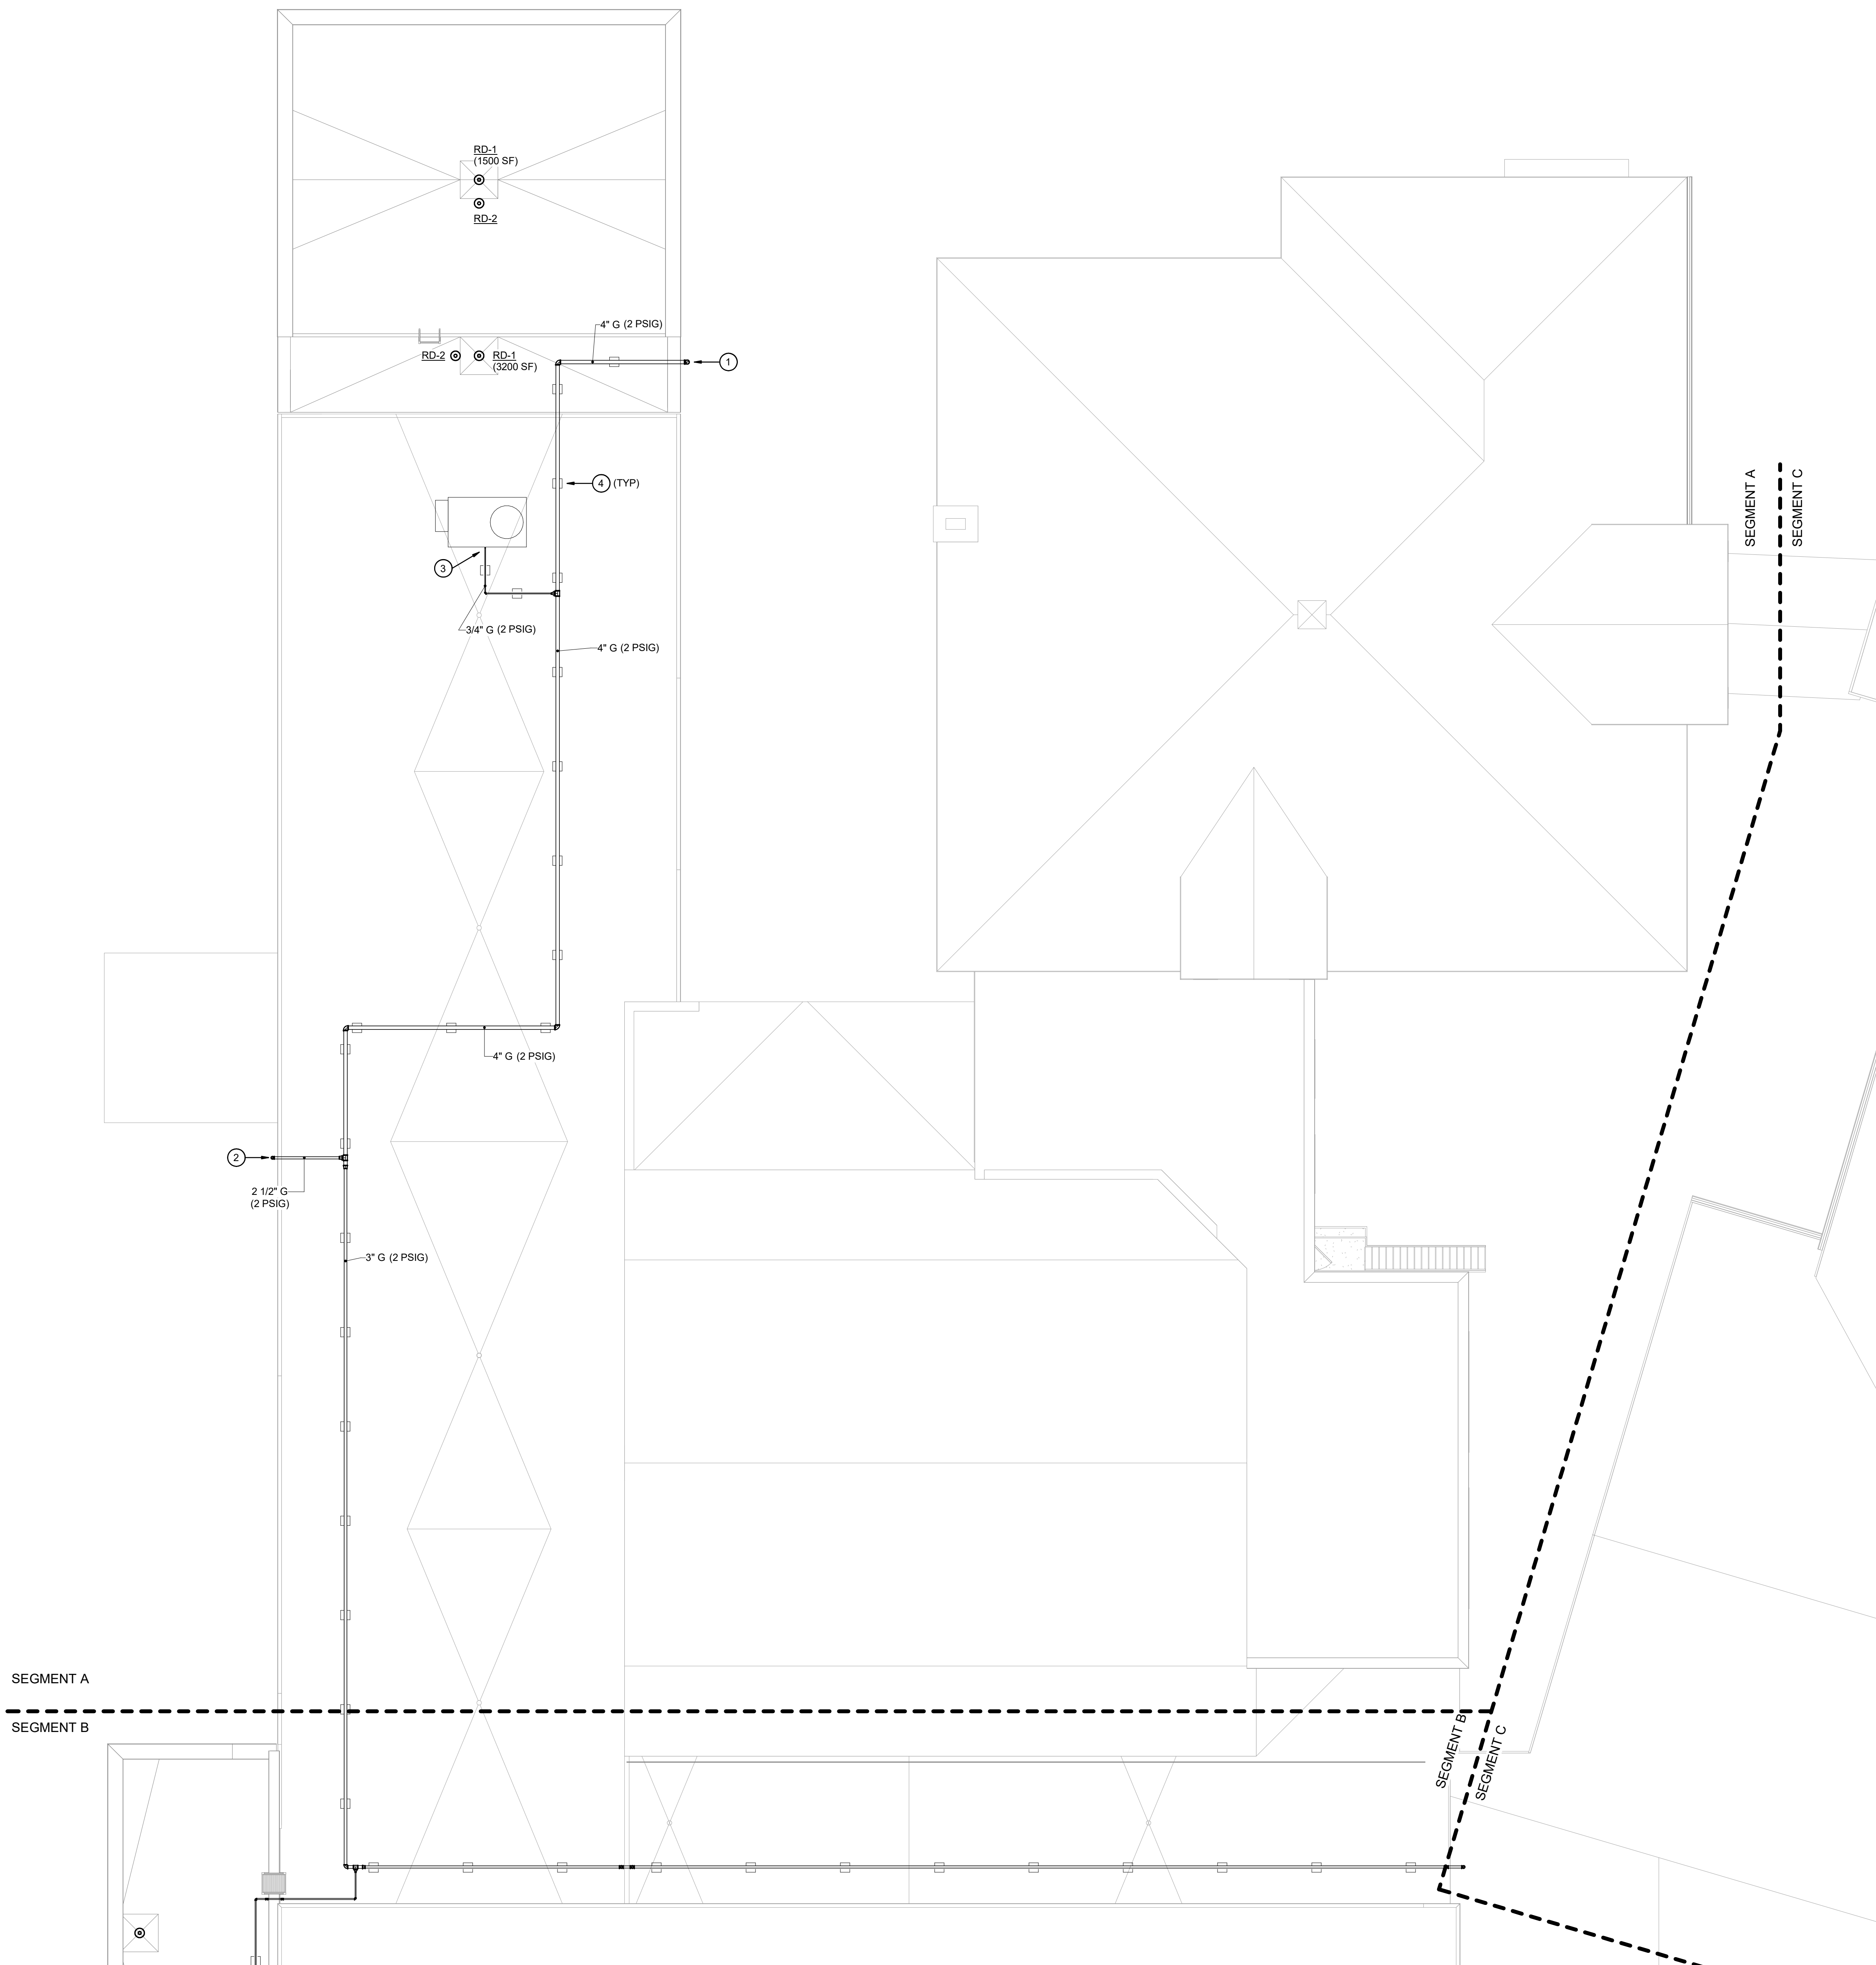 RD-1
(1500 SF)
RD-2
4" G (2 PSIG)
RD-2
RD-1
(3200 SF)
1
4 (TYP)
3
3/4" G (2 PSIG)
4" G (2 PSIG)
SEGMENT A
SEGMENT C
4" G (2 PSIG)
2
2 1/2" G
(2 PSIG)
3" G (2 PSIG)
SEGMENT A
SEGMENT B
SEGMENT B
SEGMENT C